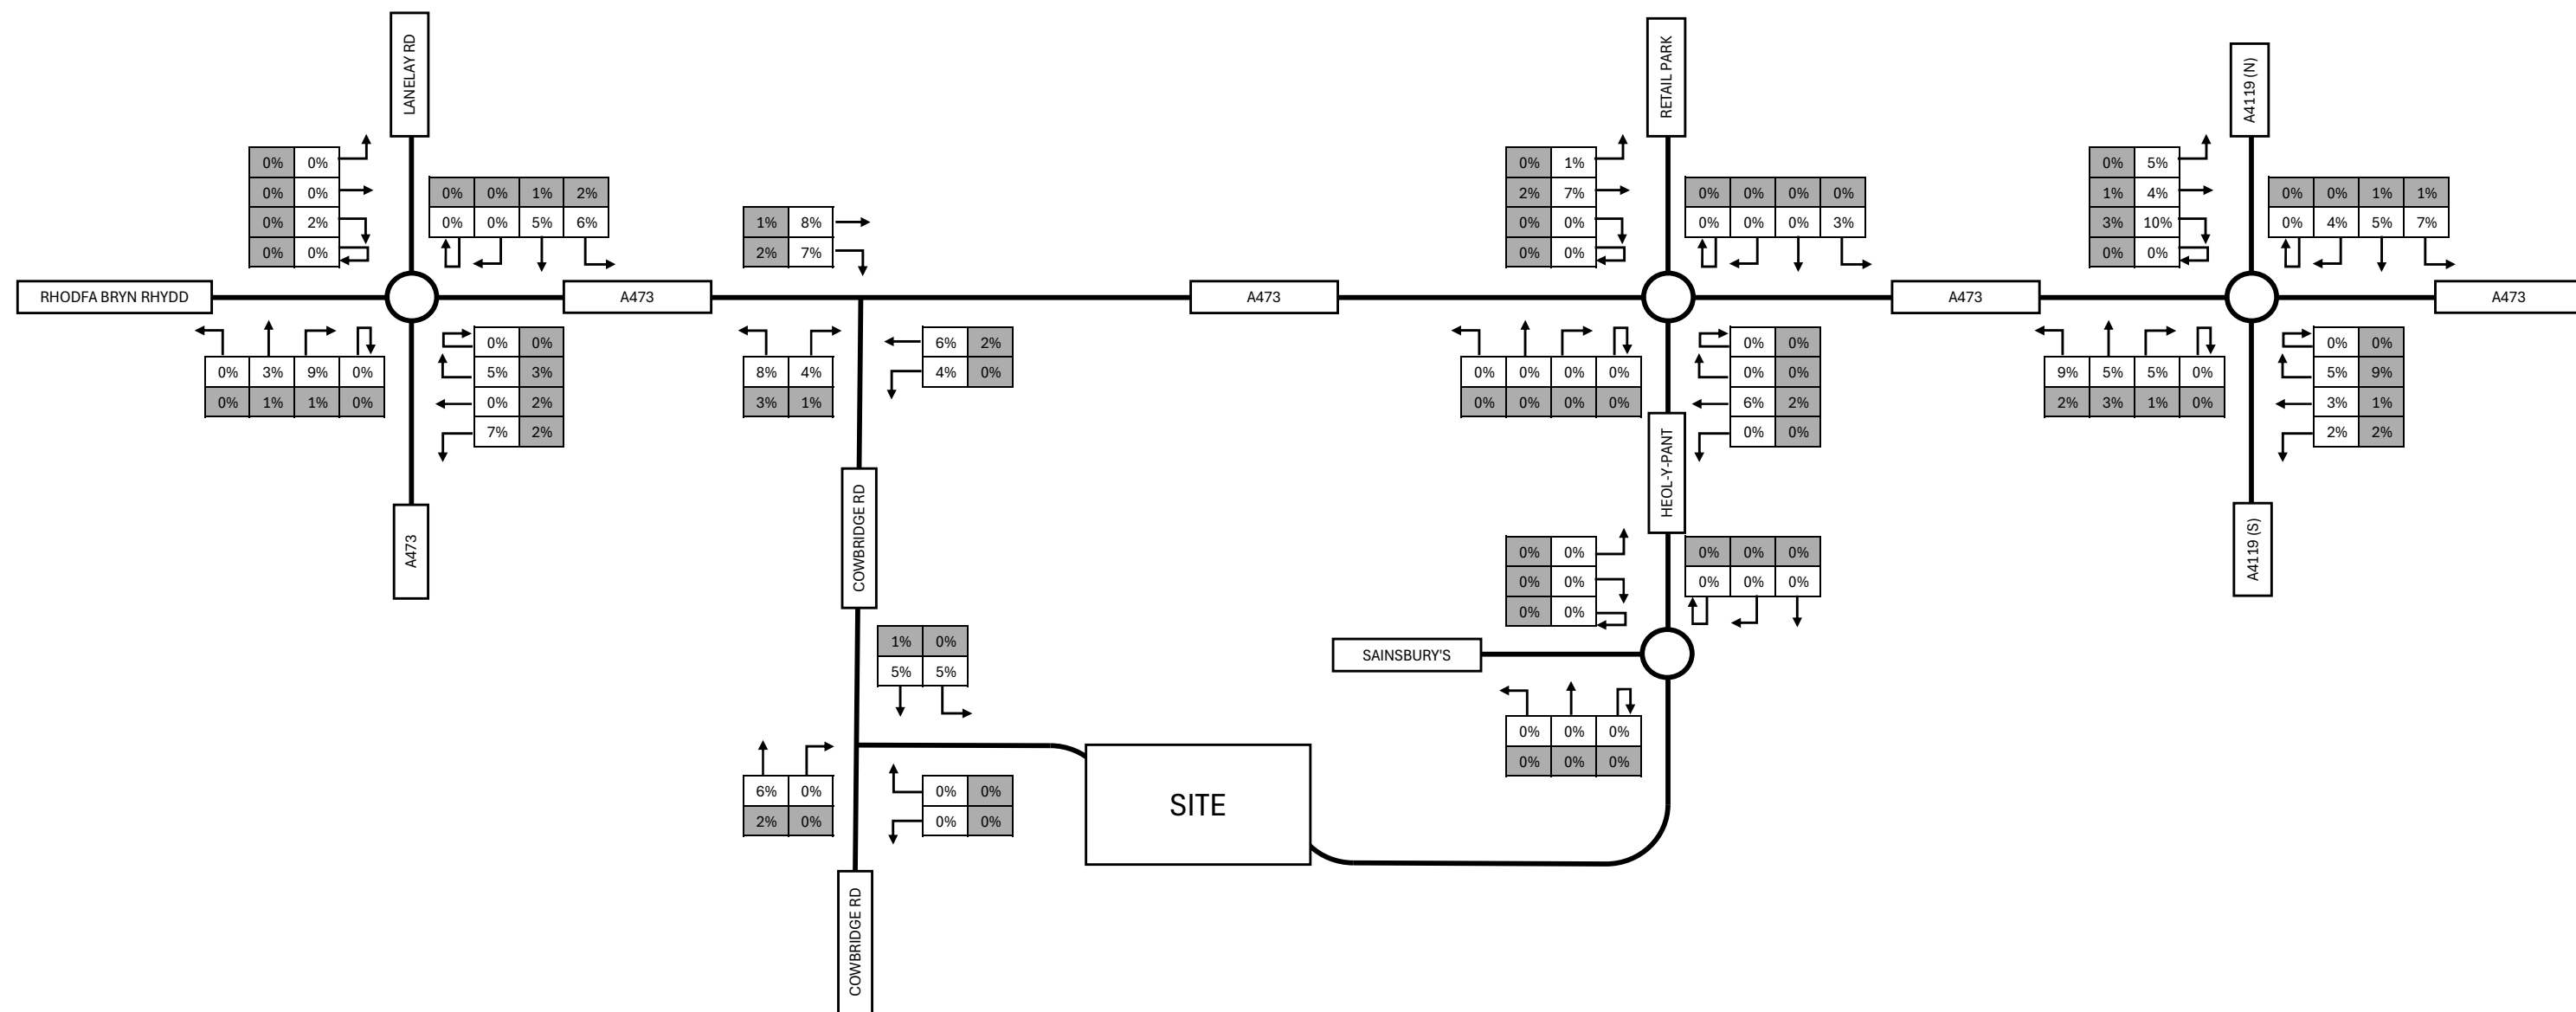 LANELAY RD
RETAIL PARK
A4119 (N)
0% 0%
0% 0%
0% 2%
0% 0%
0% 0% 1% 2%
0% 0% 5% 6%
1% 8%
2% 7%
0% 1%
2% 7%
0% 0%
0% 0%
0% 0% 0% 0%
0% 0% 0% 3%
0% 5%
1% 4%
3% 10%
0% 0%
0% 0% 1% 1%
0% 4% 5% 7%
RHODFA BRYN RHYDD
A473
A473
A473
A473
0% 3% 9% 0%
0% 1% 1% 0%
0% 0%
5% 3%
0% 2%
7% 2%
8% 4%
3% 1%
6% 2%
4% 0%
0% 0% 0% 0%
0% 0% 0% 0%
0% 0%
0% 0%
6% 2%
0% 0%
9% 5% 5% 0%
2% 3% 1% 0%
0% 0%
5% 9%
3% 1%
2% 2%
A473
COWBRIDGE RD
HEOL-Y-PANT
A4119 (S)
0% 0%
0% 0%
0% 0%
0% 0% 0%
0% 0% 0%
1% 0%
5% 5%
SAINSBURY'S
0% 0% 0%
0% 0% 0%
6% 0%
2% 0%
0% 0%
0% 0%
SITE
COWBRIDGE RD